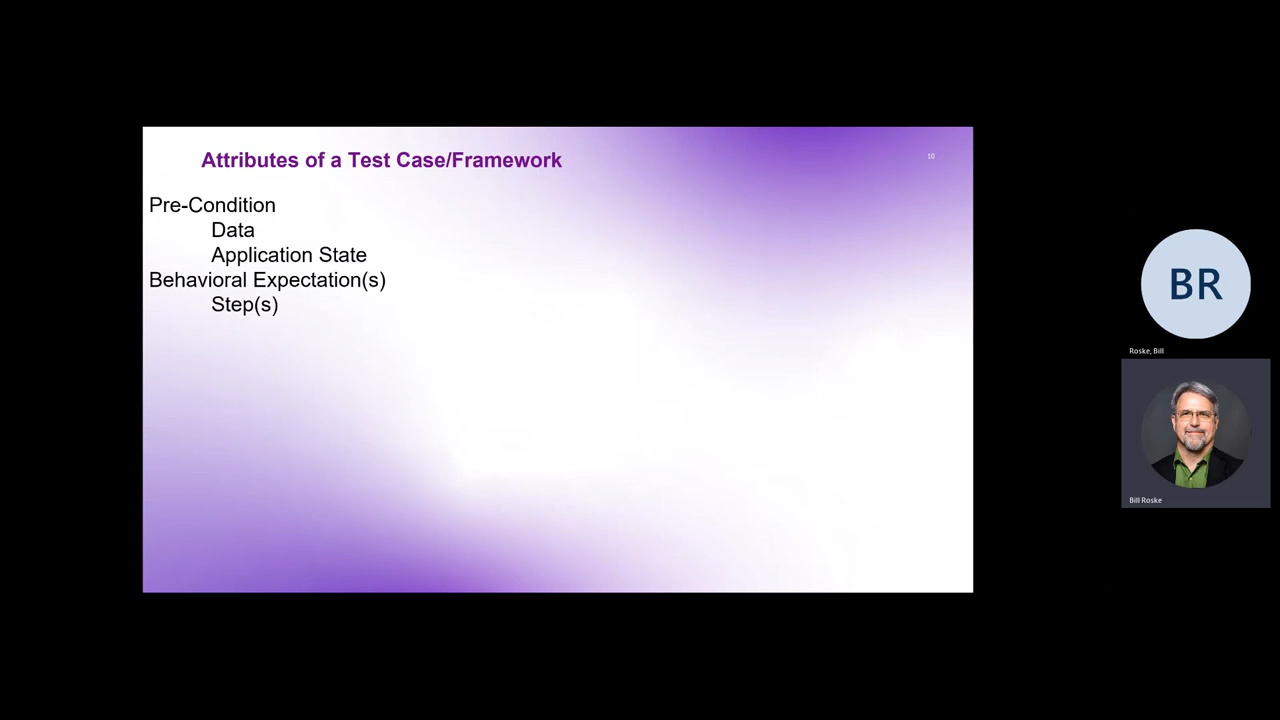 Attributes of a Test Case/Framework
10
Pre-Condition
Data
Application State
Behavioral Expectation(s)
Step(s)
BR
Roske, Bill
Bill Roske